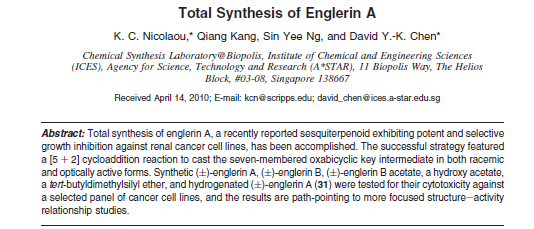 Total Synthesis of Englerin A
K. C. Nicolaou,* Qiang Kang, Sin Yee Ng, and David Y.-K. Chen*
Chemical Synthesis Laboratory@Biopolis, Institute of Chemical and Engineering Sciences
(ICES), Agency for Science, Technology and Research (A*STAR), 11 Biopolis Way, The Helios
Block, #03-08, Singapore 138667
Received April 14, 2010; E-mail: kcn@scripps.edu; david_chen@ices.a-star.edu.sg
Abstract: Total synthesis of englerin A, a recently reported sesquiterpenoid exhibiting potent and selective
growth inhibition against renal cancer cell lines, has been accomplished. The successful strategy featured
a [5 + 2] cycloaddition reaction to cast the seven-membered oxabicyclic key intermediate in both racemic
and optically active forms. Synthetic (±)-englerin A, (±)-englerin B, (±)-englerin B acetate, a hydroxy acetate,
a tert-butyldimethylsilyl ether, and hydrogenated (±)-englerin A (31) were tested for their cytotoxicity against
a selected panel of cancer cell lines, and the results are path-pointing to more focused structure−activity
relationship studies.